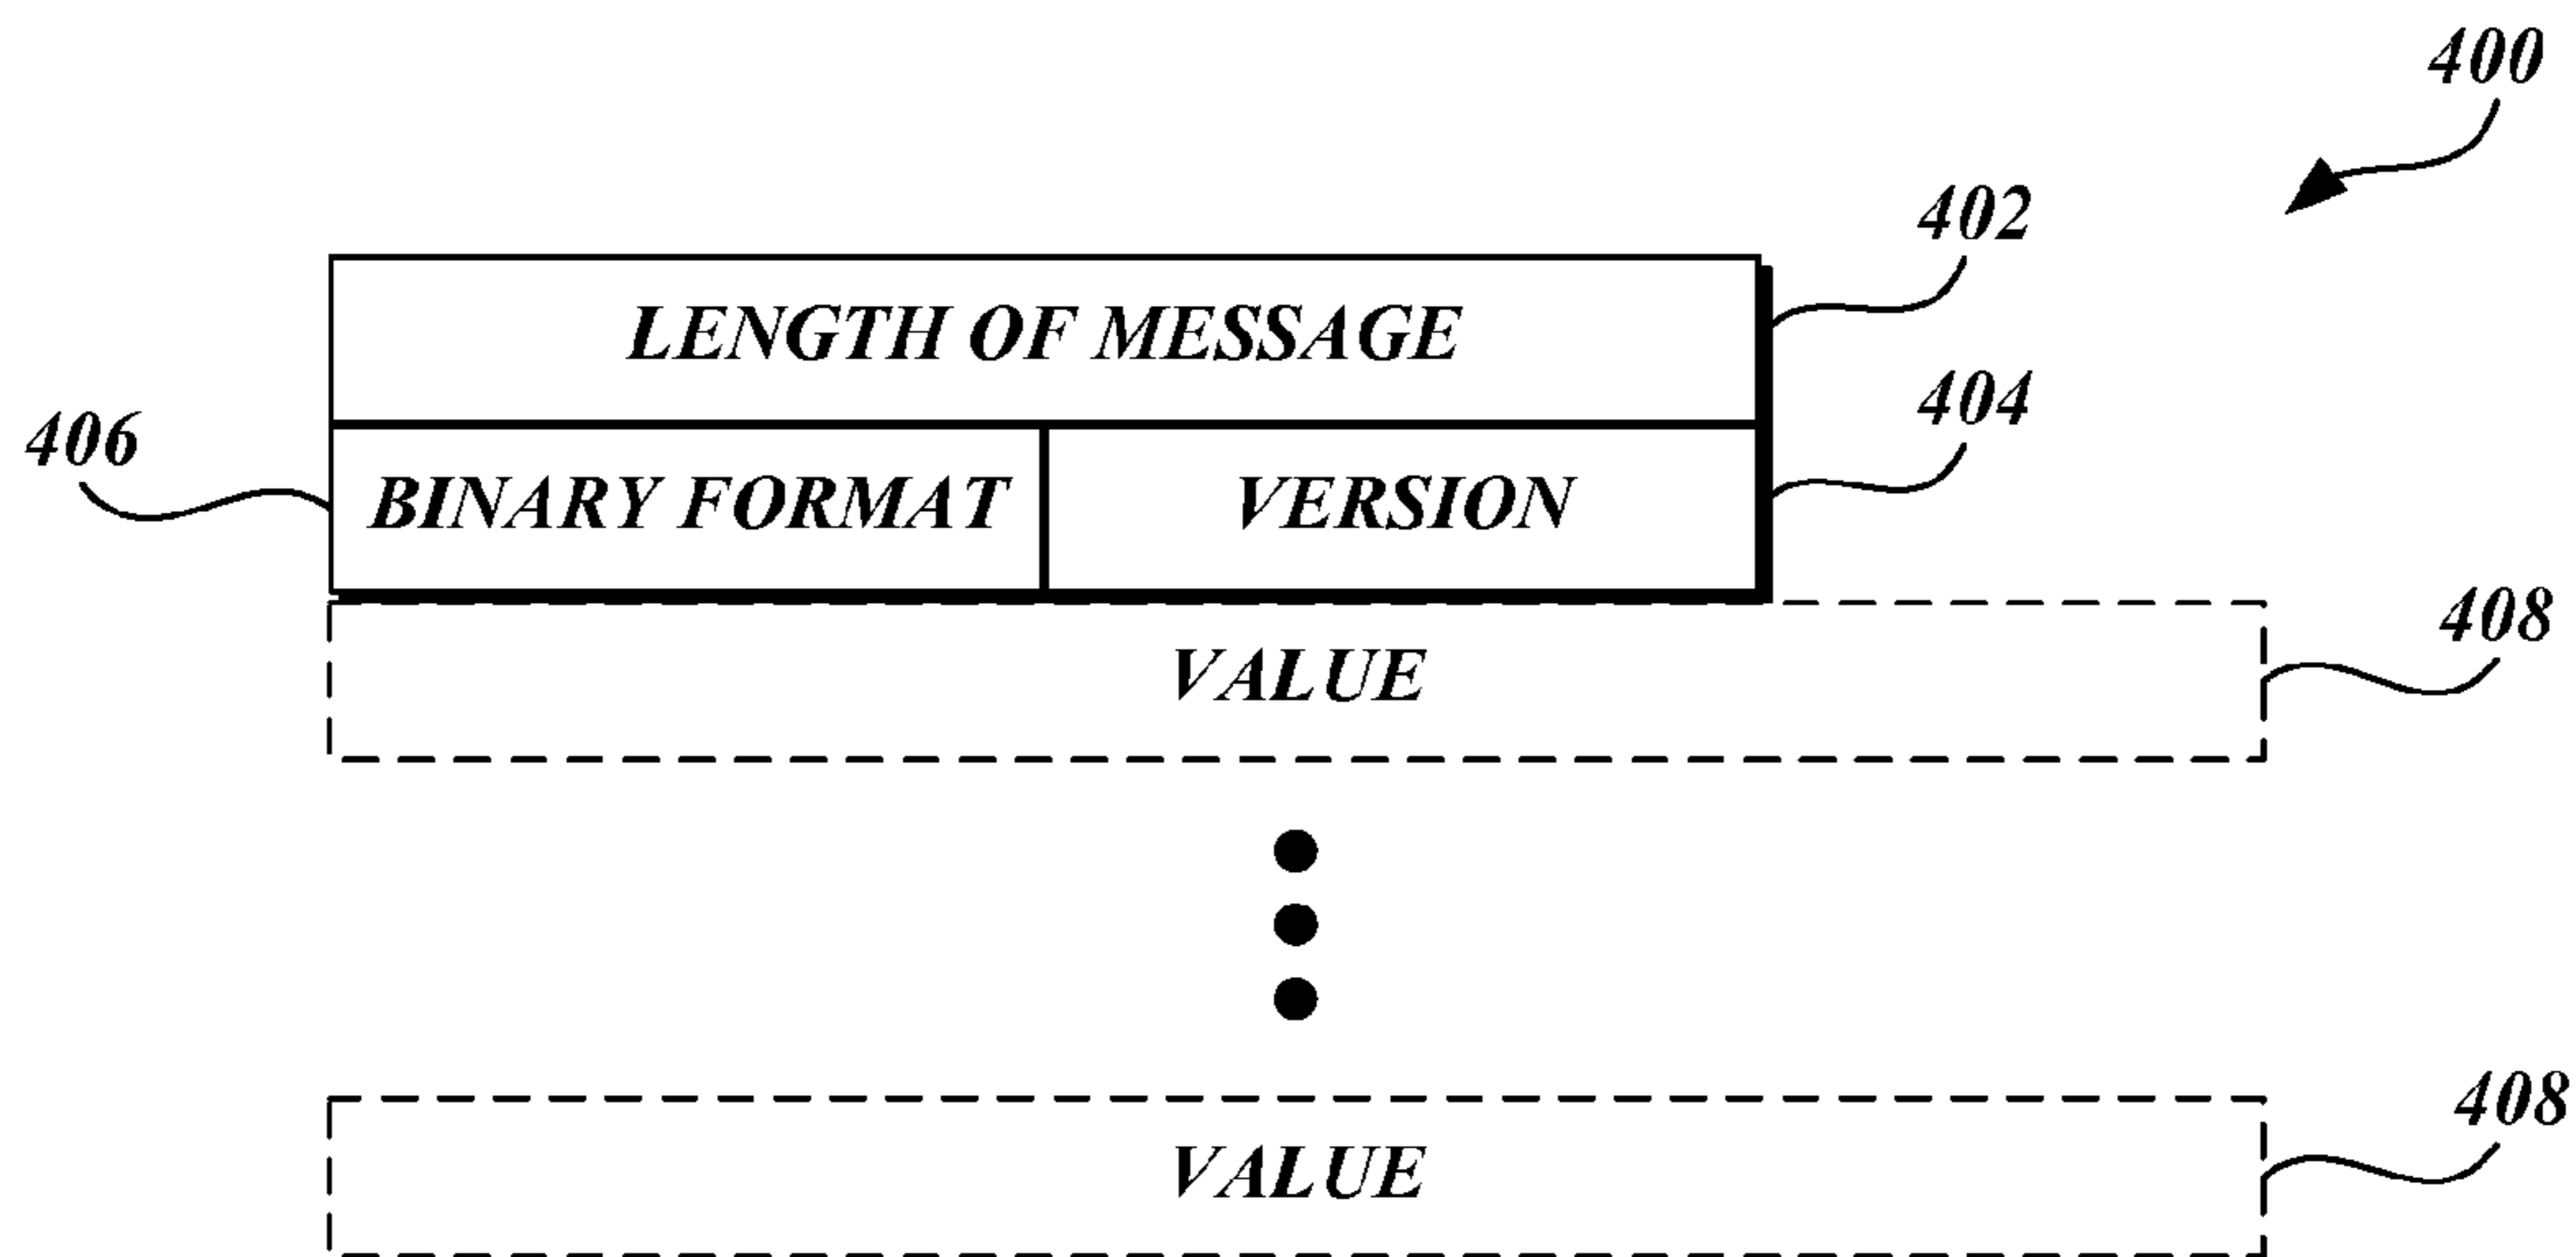 400
402
LENGTH OF MESSAGE
404
406
BINARY FORMAT VERSION
408
VALUE
408
VALUE